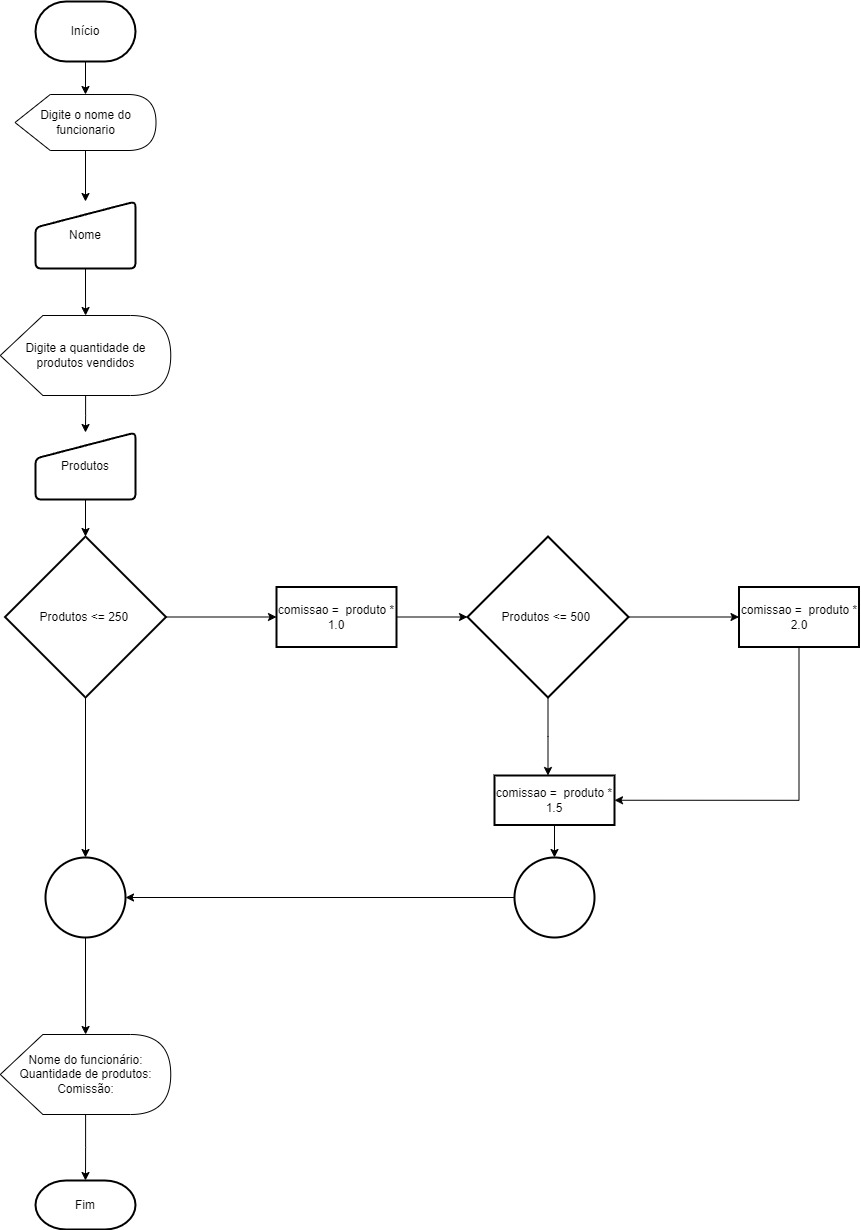 Início
Digite o nome do
funcionario
Nome
Digite a quantidade de
produtos vendidos
Produtos
Produtos <= 250
comissao =  produto *
1.0
Produtos <= 500
comissao =  produto *
2.0
comissao =  produto *
1.5
Nome do funcionário:
Quantidade de produtos:
Comissão:
Fim